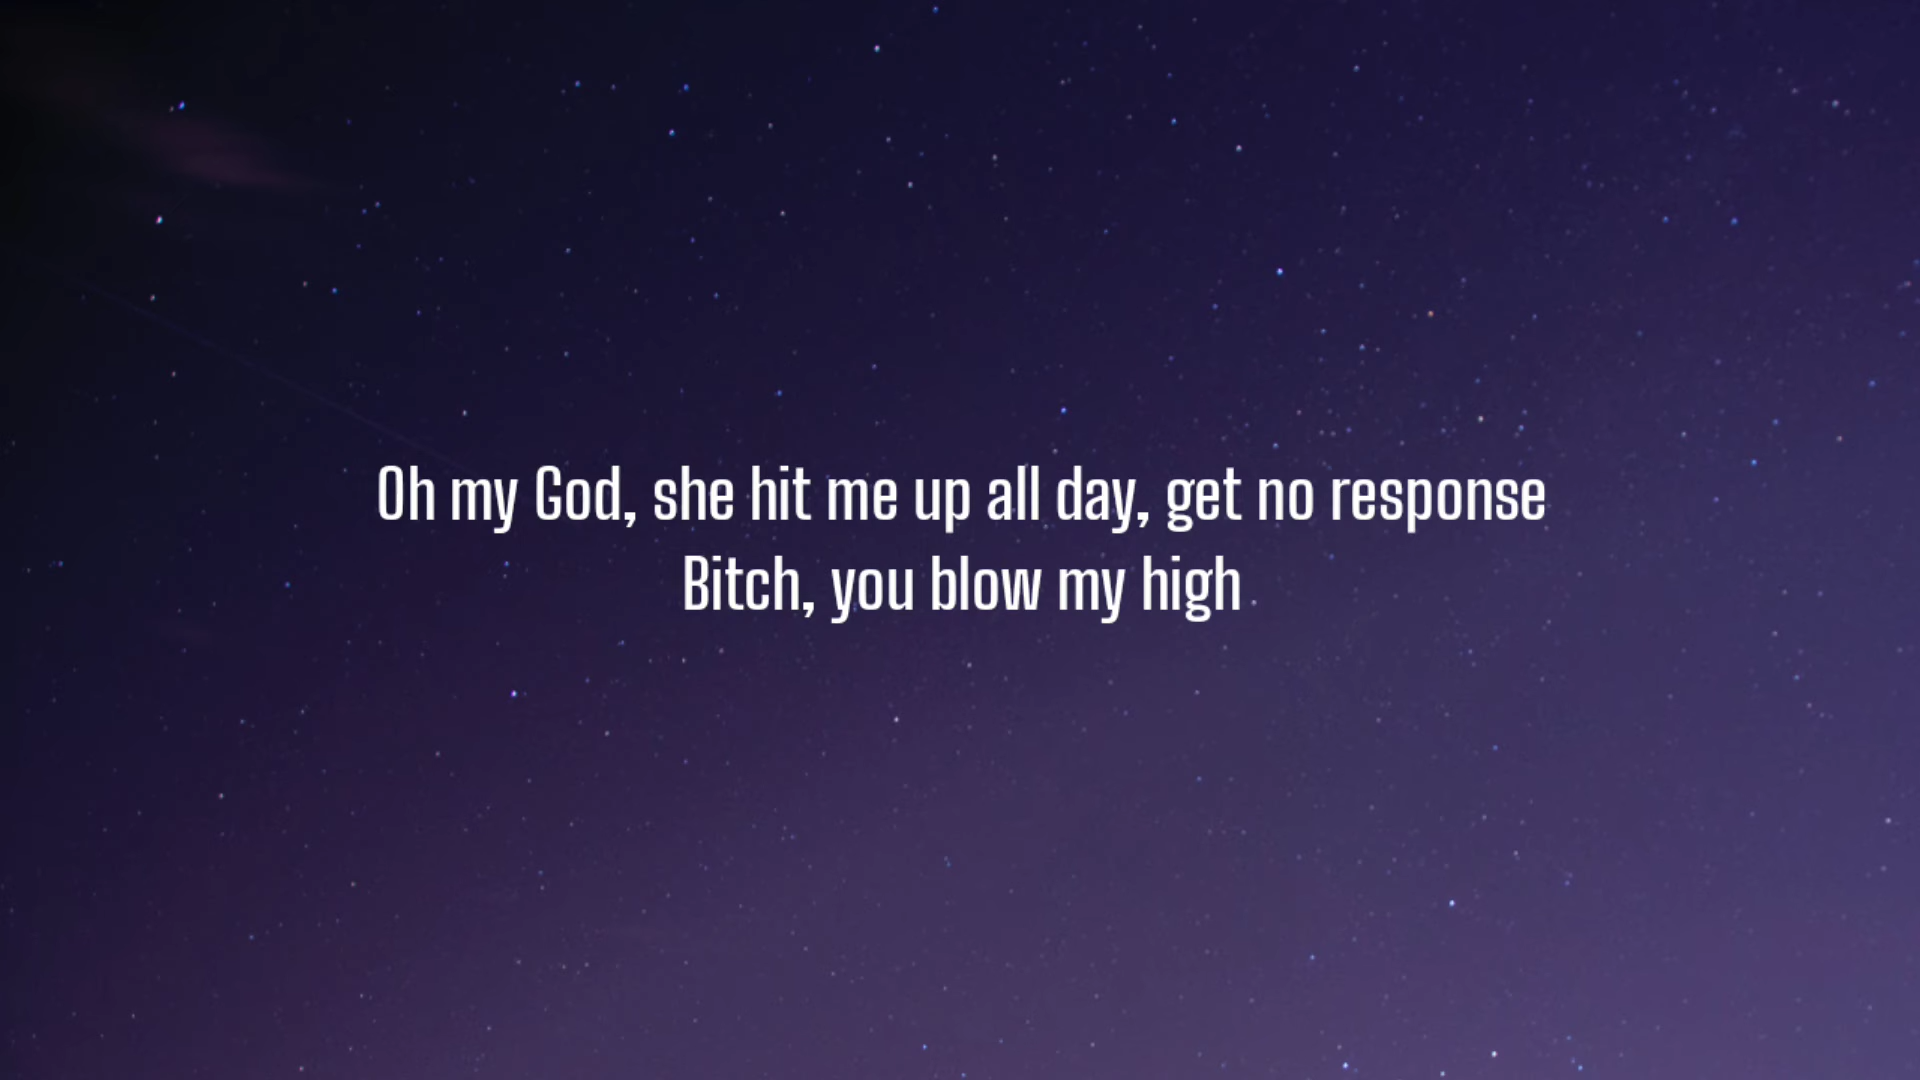 Oh my God, she hit me up all day, get no response
Bitch, you blow my high